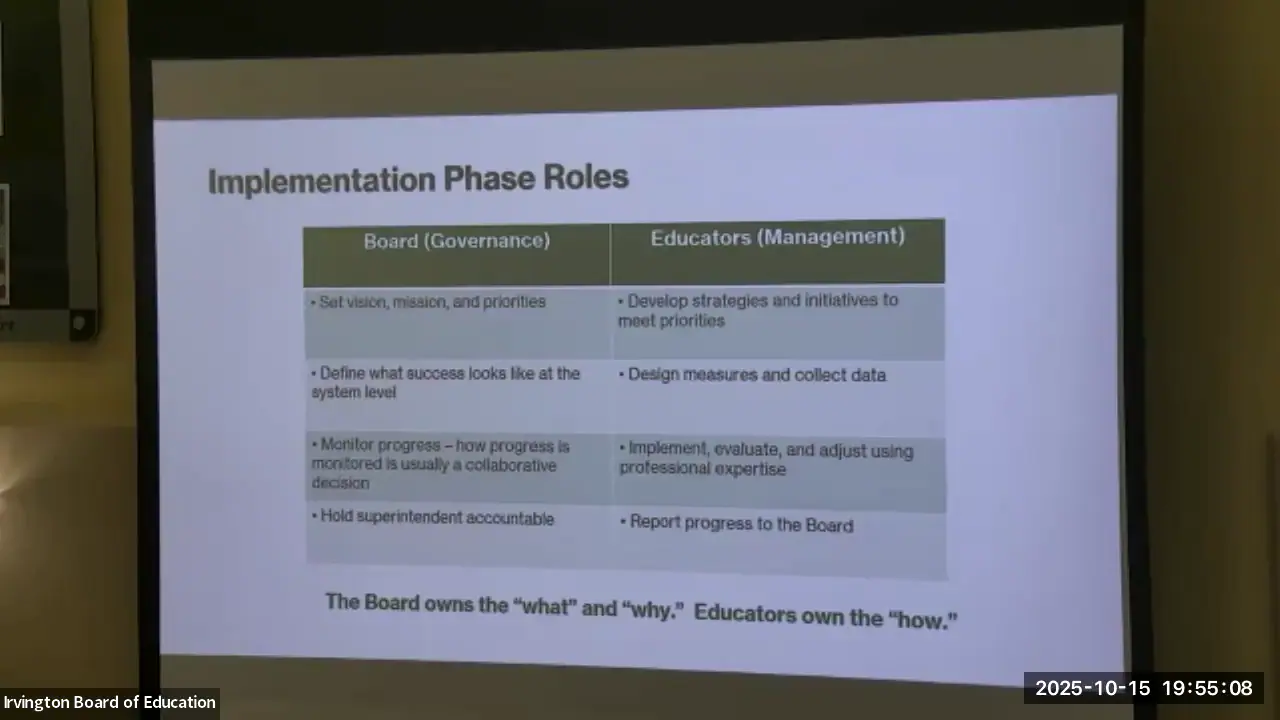 Implementation Phase Roles
Board (Governance)
Educators (Management)
• Set vision, mission, and priorities
• Develop strategies and initiatives to
meet priorities
• Define what success looks like at the
system level
• Design measures and collect data
• Monitor progress – how progress is
monitored is usually a collaborative
decision
• Implement, evaluate, and adjust using
professional expertise
• Hold superintendent accountable
• Report progress to the Board
The Board owns the “what” and “why.” Educators own the “how.”
Irvington Board of Education
2025-10-15 19:55:08